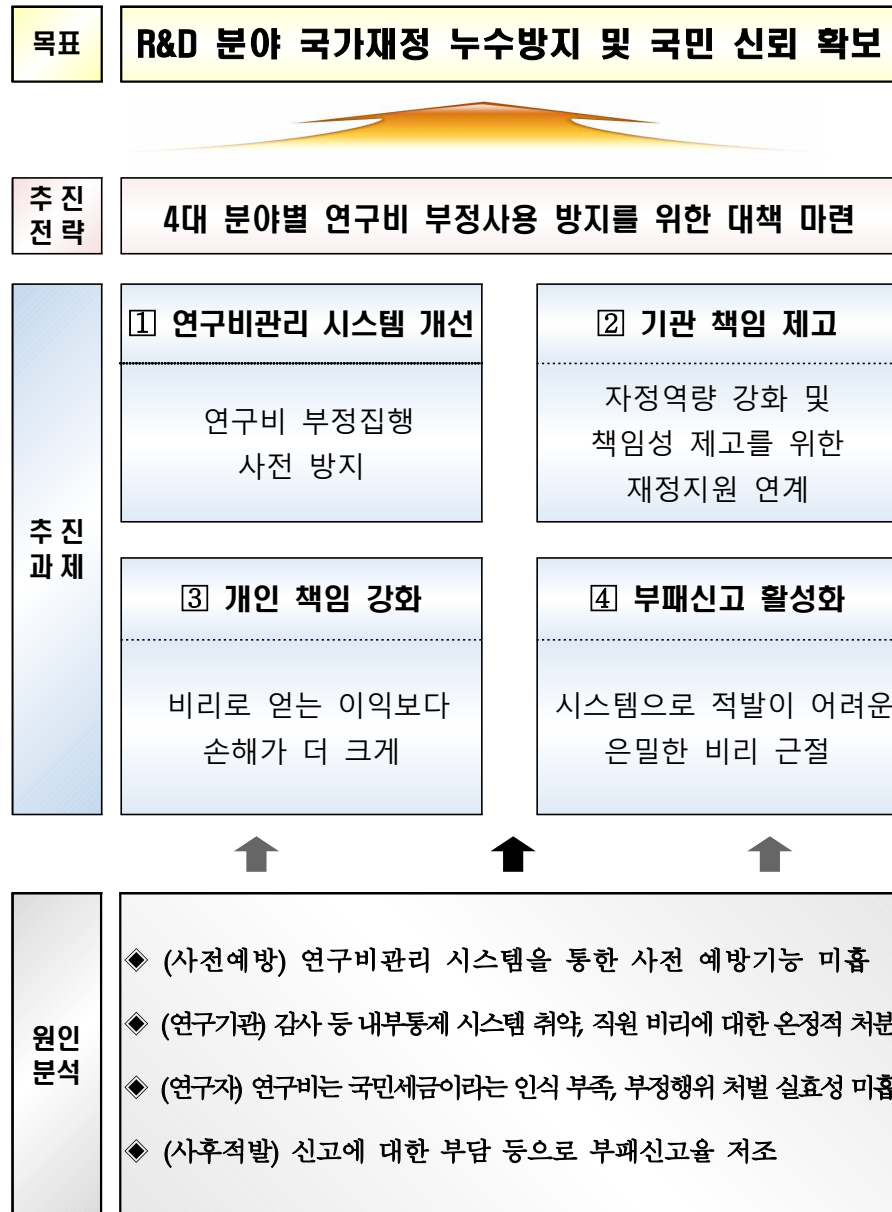 목표
R&D 분야 국가재정 누수방지 및 국민 신뢰 확보
추 진
전 략
4대 분야별 연구비 부정사용 방지를 위한 대책 마련
추 진
과 제
1 연구비관리 시스템 개선
연구비 부정집행
사전 방지
2 기관 책임 제고
자정역량 강화 및
책임성 제고를 위한
재정지원 연계
3 개인 책임 강화
비리로 얻는 이익보다
손해가 더 크게
4 부패신고 활성화
시스템으로 적발이 어려운
은밀한 비리 근절
원인
분석
◈ (사전예방) 연구비관리 시스템을 통한 사전 예방기능 미흡
◈ (연구기관) 감사 등 내부통제 시스템 취약, 직원 비리에 대한 온정적 처분
◈ (연구자) 연구비는 국민세금이라는 인식 부족, 부정행위 처벌 실효성 미흡
◈ (사후적발) 신고에 대한 부담 등으로 부패신고율 저조